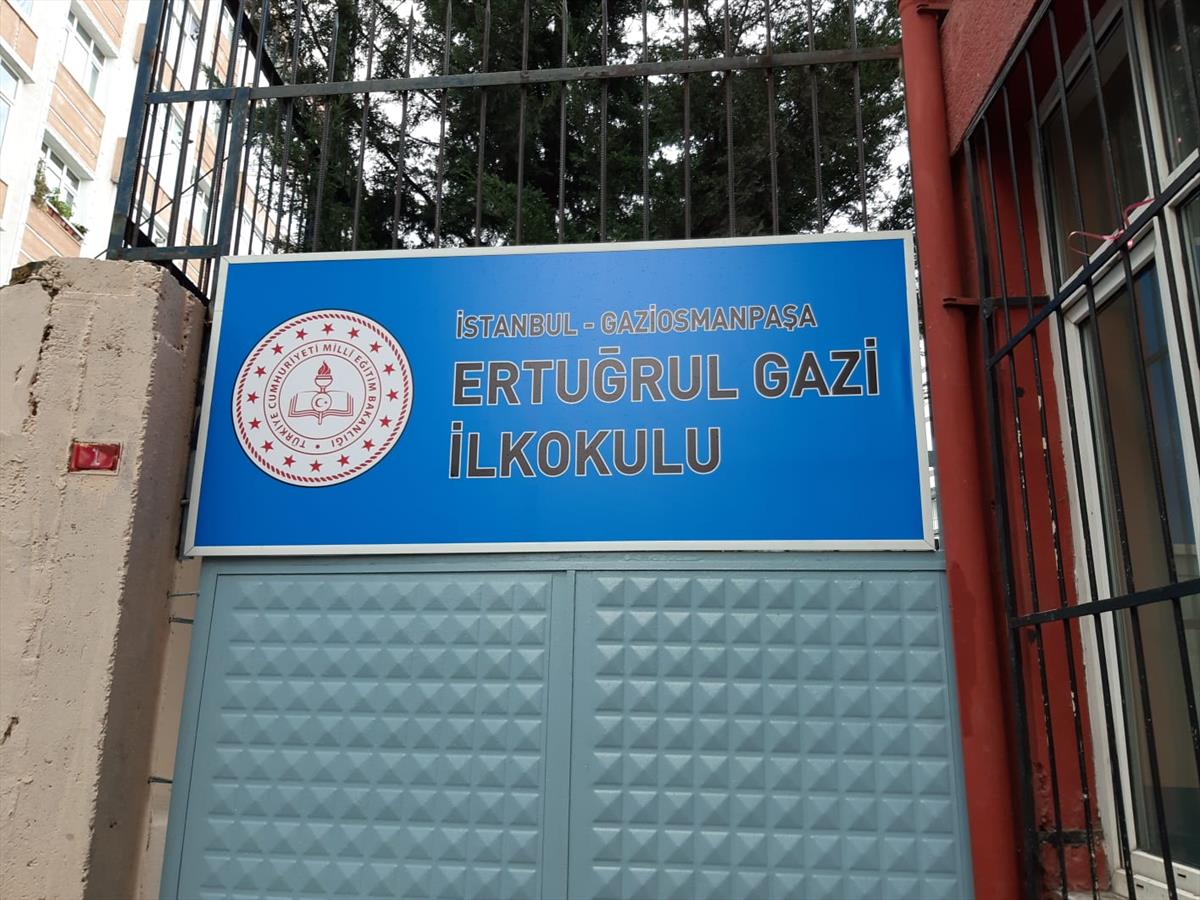 İSTANBUL - GAZİOSMANPAŞA
ERTUĞRUL GAZİ
İLKOKULU
TÜRKİYE CUMHURİYETİ MİLLİ EĞİTİM BAKANLIĞI